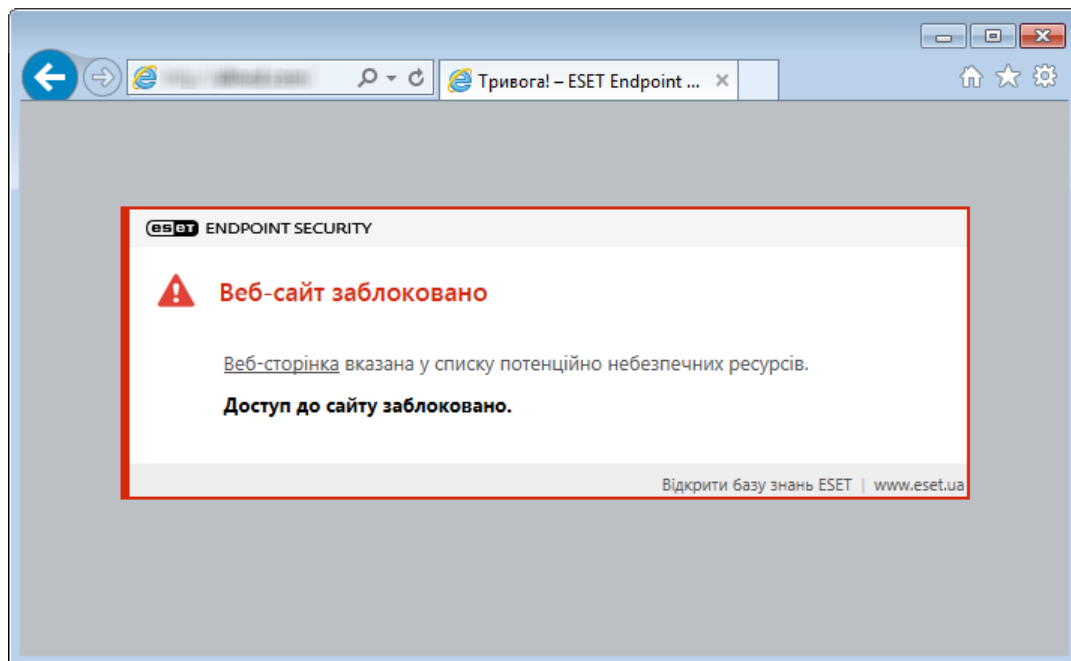 Тривога! – ESET Endpoint ...
eset ENDPOINT SECURITY
Веб-сайт заблоковано
Веб-сторінка вказана у списку потенційно небезпечних ресурсів.
Доступ до сайту заблоковано.
Відкрити базу знань ESET | www.eset.ua